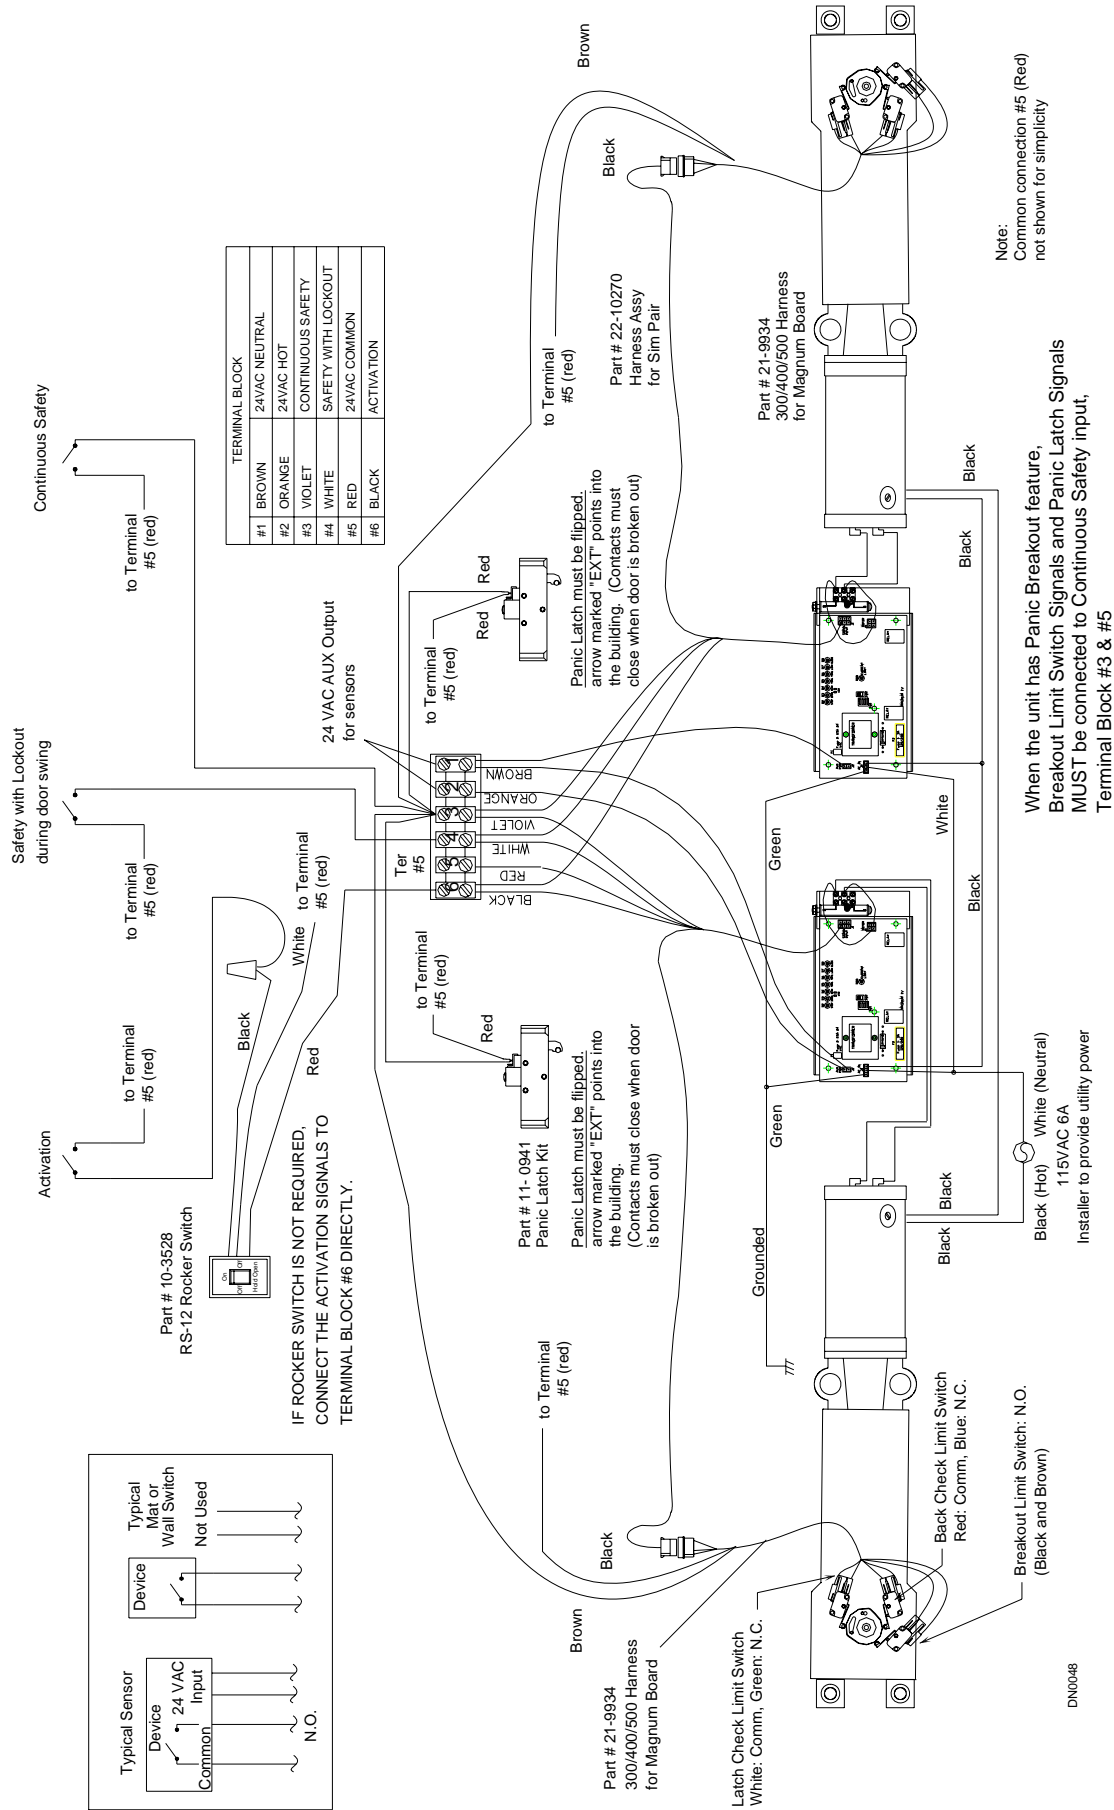 Typical Sensor
Device
Common
24 VAC
Input
N.O.
Device
Typical
Mat or
Wall Switch
Not Used
Activation
to Terminal
#5 (red)
Safety with Lockout
during door swing
to Terminal
#5 (red)
Continuous Safety
to Terminal
#5 (red)
Part # 10-3528
RS-12 Rocker Switch
On
Off
Off
Hold Open
Black
White
to Terminal
#5 (red)
Red
IF ROCKER SWITCH IS NOT REQUIRED,
CONNECT THE ACTIVATION SIGNALS TO
TERMINAL BLOCK #6 DIRECTLY.
TERMINAL BLOCK
#1 BROWN 24VAC NEUTRAL
#2 ORANGE 24VAC HOT
#3 VIOLET CONTINUOUS SAFETY
#4 WHITE SAFETY WITH LOCKOUT
#5 RED 24VAC COMMON
#6 BLACK ACTIVATION
24 VAC AUX Output
for sensors
Ter
#5
6 5 4 3 2 1
BLACK
RED
WHITE
VIOLET
ORANGE
BROWN
to Terminal
#5 (red)
Red
Part # 11- 0941
Panic Latch Kit
Panic Latch must be flipped.
arrow marked "EXT" points into
the building.
(Contacts must close when door
is broken out)
to Terminal
#5 (red)
Red
Red
Panic Latch must be flipped.
arrow marked "EXT" points into
the building. (Contacts must
close when door is broken out)
to Terminal
#5 (red)
Brown
Black
to Terminal
#5 (red)
Brown
Black
Part # 22-10270
Harness Assy
for Sim Pair
Part # 21-9934
300/400/500 Harness
for Magnum Board
Part # 21-9934
300/400/500 Harness
for Magnum Board
Latch Check Limit Switch
White: Comm, Green: N.C.
Back Check Limit Switch
Red: Comm, Blue: N.C.
Breakout Limit Switch: N.O.
(Black and Brown)
Grounded
Green
Green
White
Black
Black
Black
Black
Black
Black
Black (Hot)
White (Neutral)
115VAC 6A
Installer to provide utility power
Note:
Common connection #5 (Red)
not shown for simplicity
When the unit has Panic Breakout feature,
Breakout Limit Switch Signals and Panic Latch Signals
MUST be connected to Continuous Safety input,
Terminal Block #3 & #5
DN0048